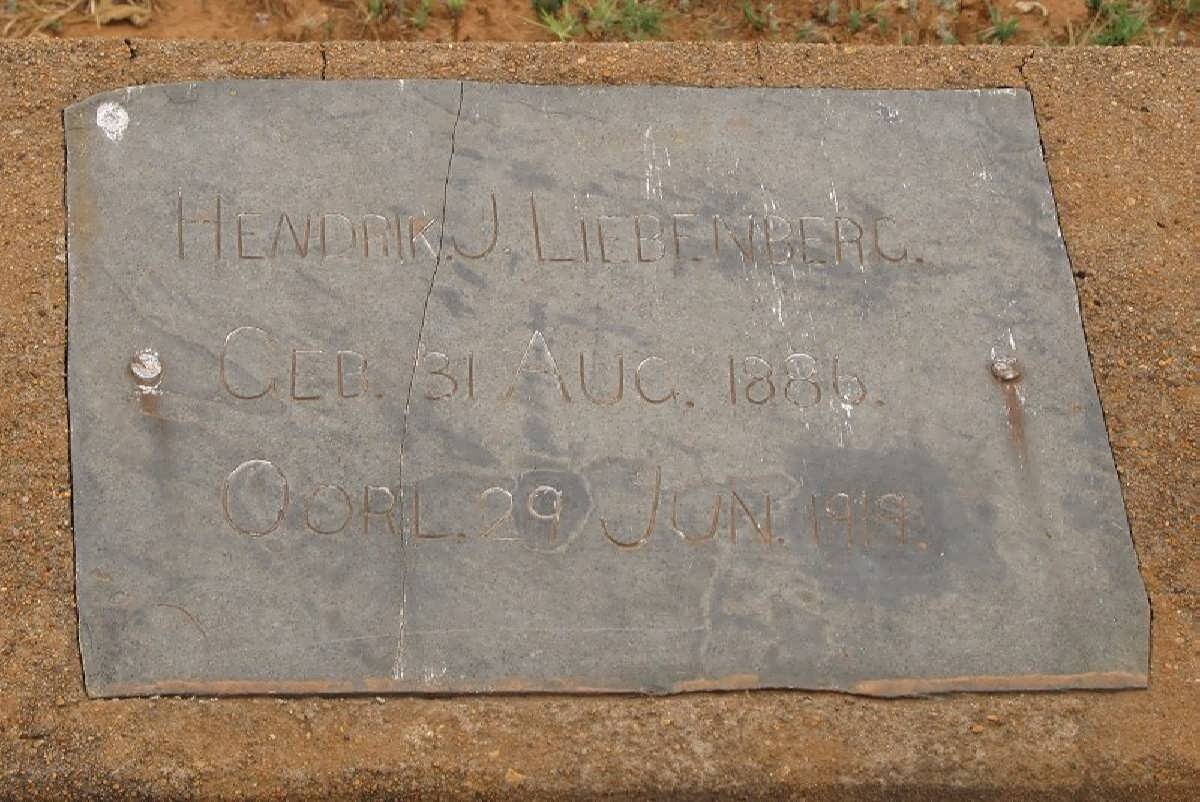 HENDRIK J. LIEBENBERG.
GEB. 31 AUG. 1886.
OORL. 29 JUN. 1919.